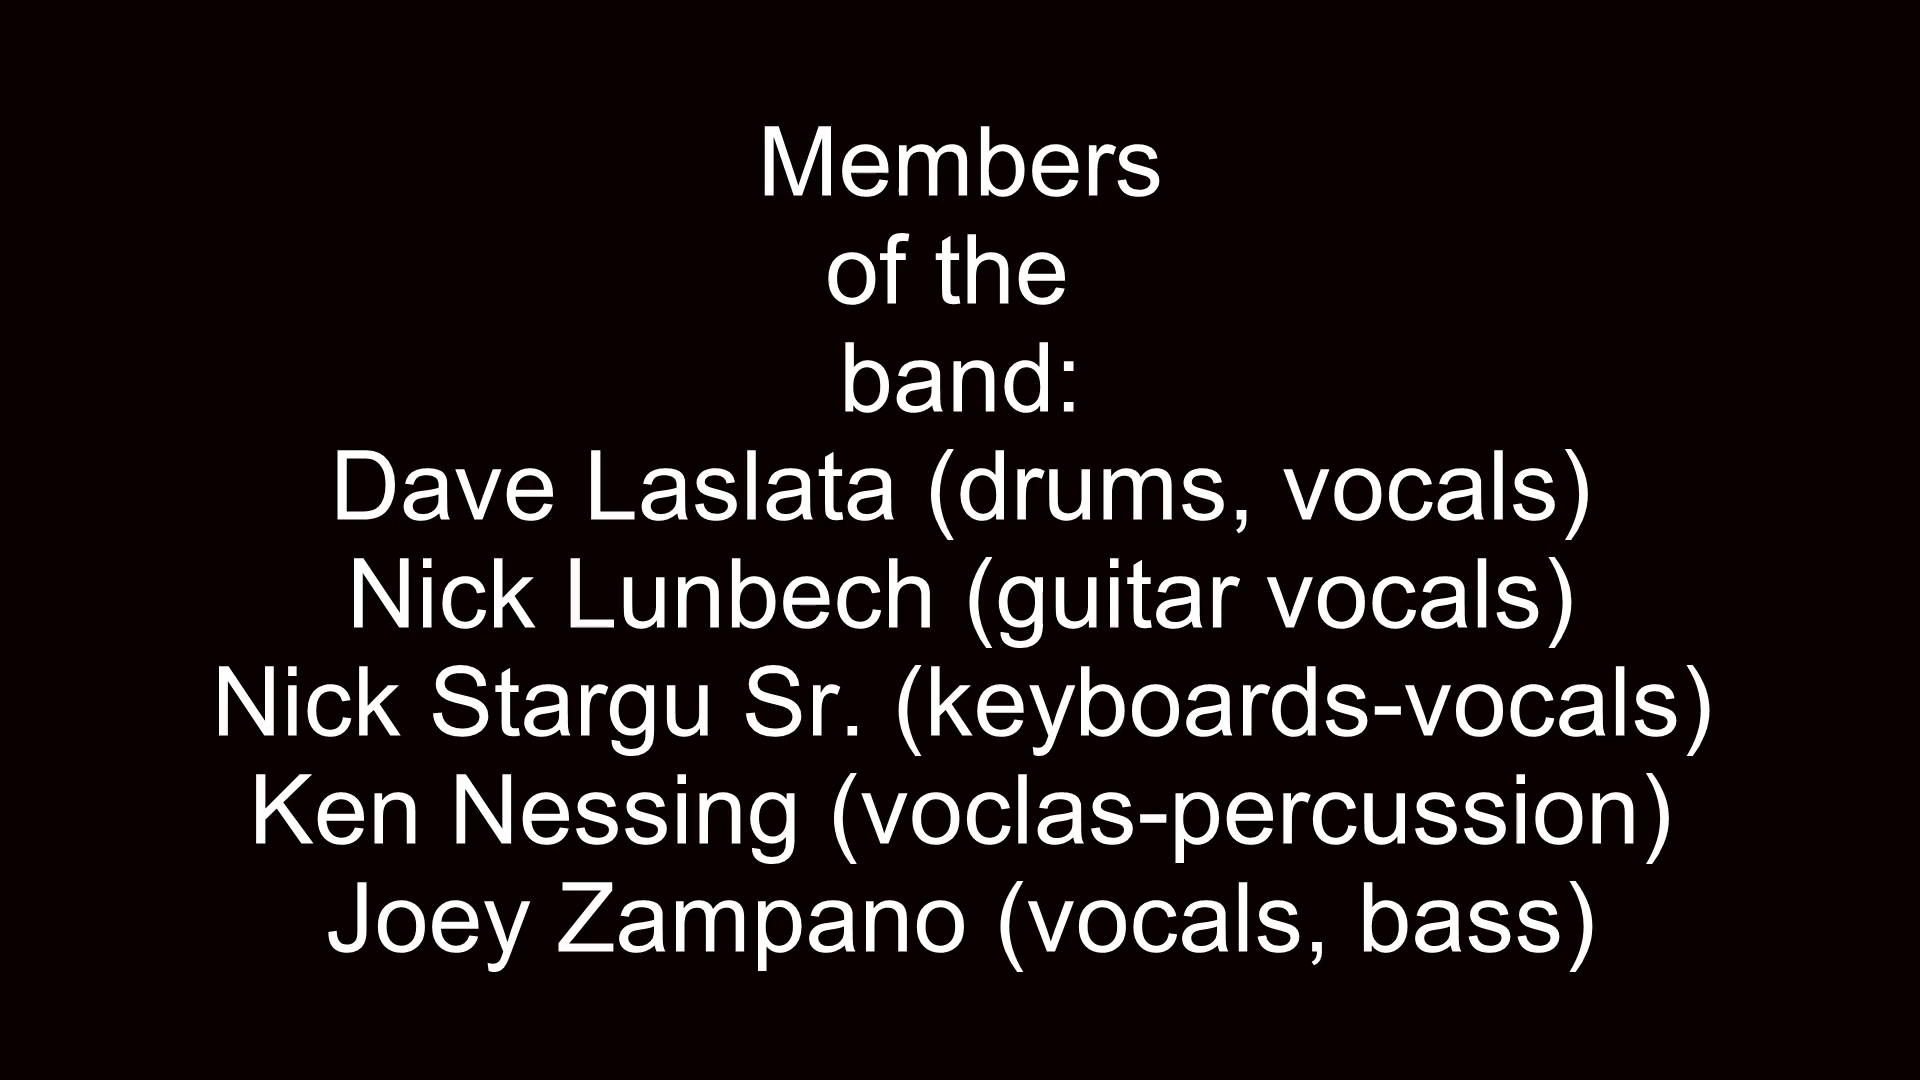 Members
of the
band:
Dave Laslata (drums, vocals)
Nick Lunbech (guitar vocals)
Nick Stargu Sr. (keyboards-vocals)
Ken Nessing (voclas-percussion)
Joey Zampano (vocals, bass)